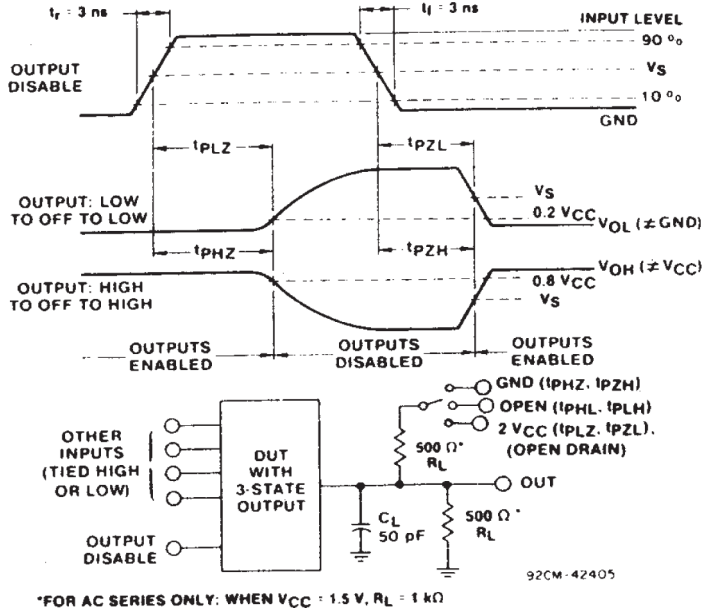 tr = 3 ns
tf = 3 ns
INPUT LEVEL
90 %
VS
10 %
GND
OUTPUT
DISABLE
tPLZ
tPZL
OUTPUT: LOW
TO OFF TO LOW
VS
0.2 VCC
VOL (≠ GND)
tPHZ
tPZH
OUTPUT: HIGH
TO OFF TO HIGH
VOH (≠ VCC)
0.8 VCC
VS
OUTPUTS
ENABLED
OUTPUTS
DISABLED
OUTPUTS
ENABLED
GND (tPHZ, tPZH)
OPEN (tPHL, tPLH)
2 VCC (tPLZ, tPZL),
(OPEN DRAIN)
OTHER
INPUTS
(TIED HIGH
OR LOW)
OUTPUT
DISABLE
DUT
WITH
3-STATE
OUTPUT
500 Ω*
RL
OUT
CL
50 pF
500 Ω*
RL
92CM-42405
*FOR AC SERIES ONLY: WHEN VCC = 1.5 V, RL = 1 kΩ